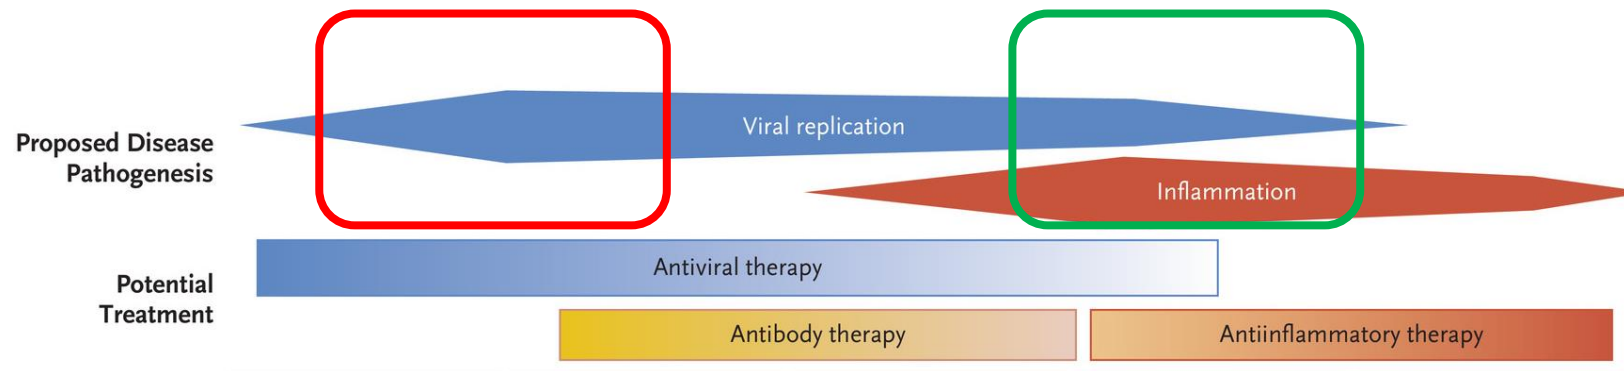 Proposed Disease
Pathogenesis
Viral replication
Inflammation
Potential
Treatment
Antiviral therapy
Antibody therapy
Antiinflammatory therapy